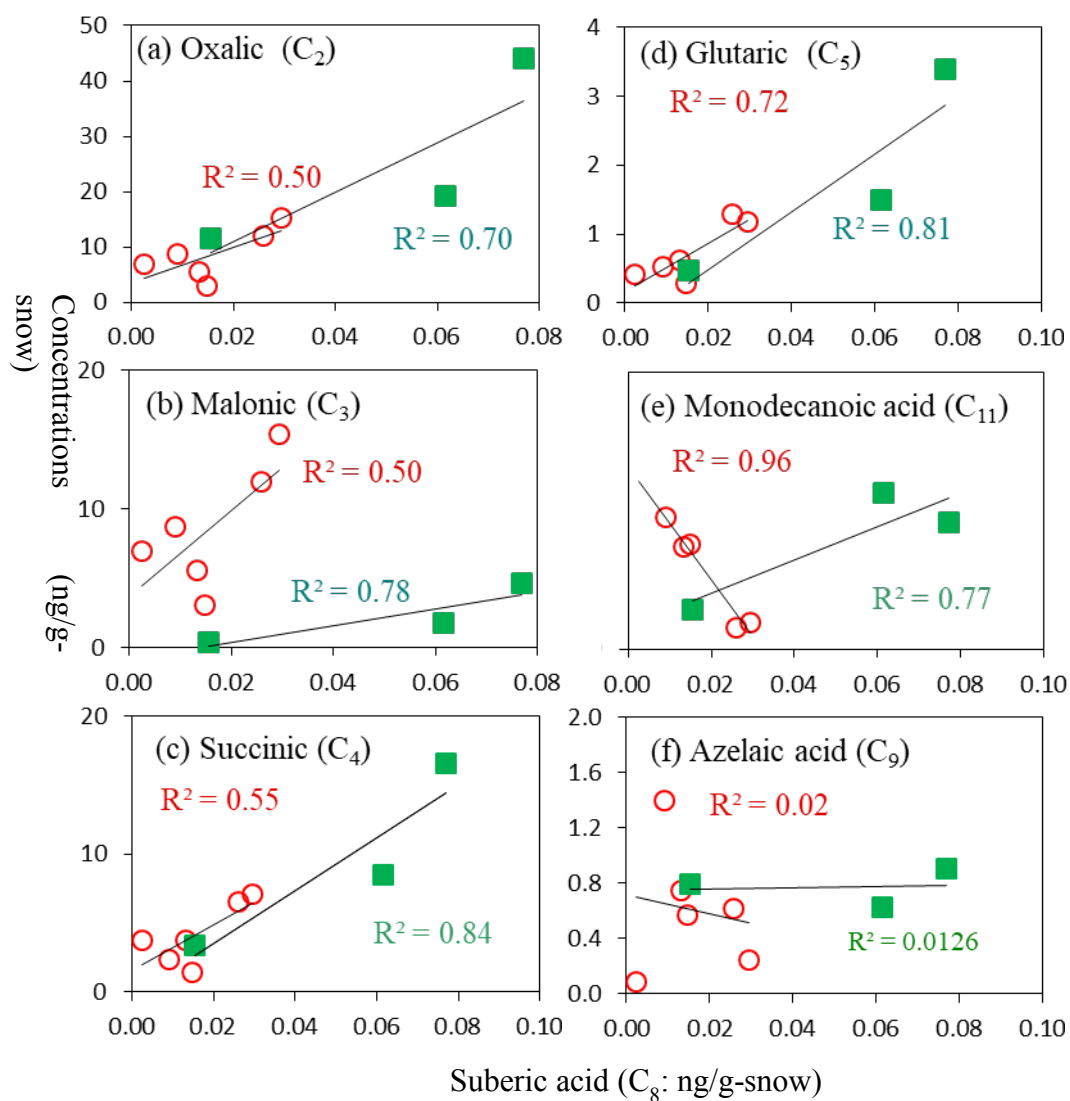 Concentrations (ng/g-snow)
(a) Oxalic (C₂)
R² = 0.50
R² = 0.70
50
40
30
20
10
0
0.00 0.02 0.04 0.06 0.08
(d) Glutaric (C₅)
R² = 0.72
R² = 0.81
4
3
2
1
0
0.00 0.02 0.04 0.06 0.08 0.10
(b) Malonic (C₃)
R² = 0.50
R² = 0.78
20
10
0
0.00 0.02 0.04 0.06 0.08
(e) Monodecanoic acid (C₁₁)
R² = 0.96
R² = 0.77
0.00 0.02 0.04 0.06 0.08 0.10
(c) Succinic (C₄)
R² = 0.55
R² = 0.84
20
10
0
0.00 0.02 0.04 0.06 0.08 0.10
(f) Azelaic acid (C₉)
R² = 0.02
R² = 0.0126
2.0
1.6
1.2
0.8
0.4
0.0
0.00 0.02 0.04 0.06 0.08 0.10
Suberic acid (C₈: ng/g-snow)